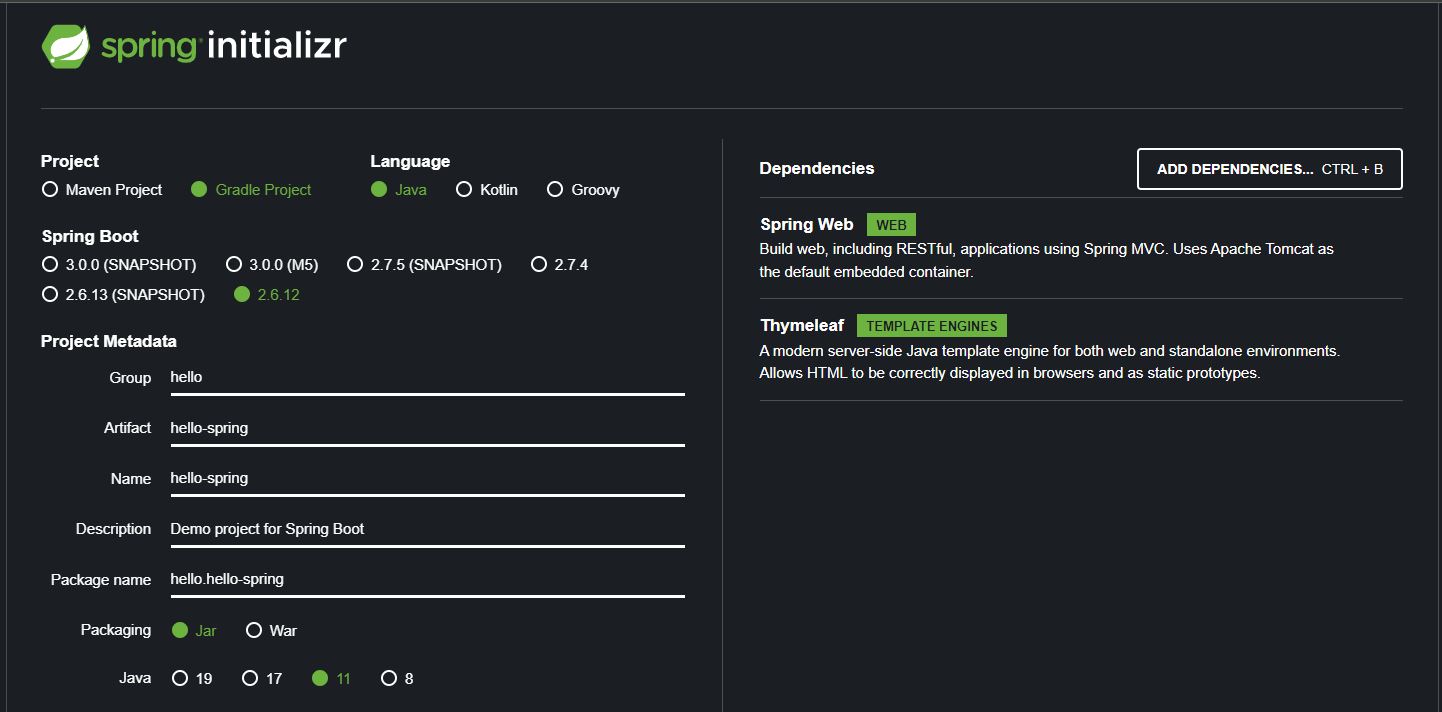 spring initializr
Project
Maven Project Gradle Project
Language
Java Kotlin Groovy
Spring Boot
3.0.0 (SNAPSHOT) 3.0.0 (M5) 2.7.5 (SNAPSHOT) 2.7.4
2.6.13 (SNAPSHOT) 2.6.12
Project Metadata
Group hello
Artifact hello-spring
Name hello-spring
Description Demo project for Spring Boot
Package name hello.hello-spring
Packaging Jar War
Java 19 17 11 8
Dependencies ADD DEPENDENCIES... CTRL + B
Spring Web WEB
Build web, including RESTful, applications using Spring MVC. Uses Apache Tomcat as
the default embedded container.
Thymeleaf TEMPLATE ENGINES
A modern server-side Java template engine for both web and standalone environments.
Allows HTML to be correctly displayed in browsers and as static prototypes.